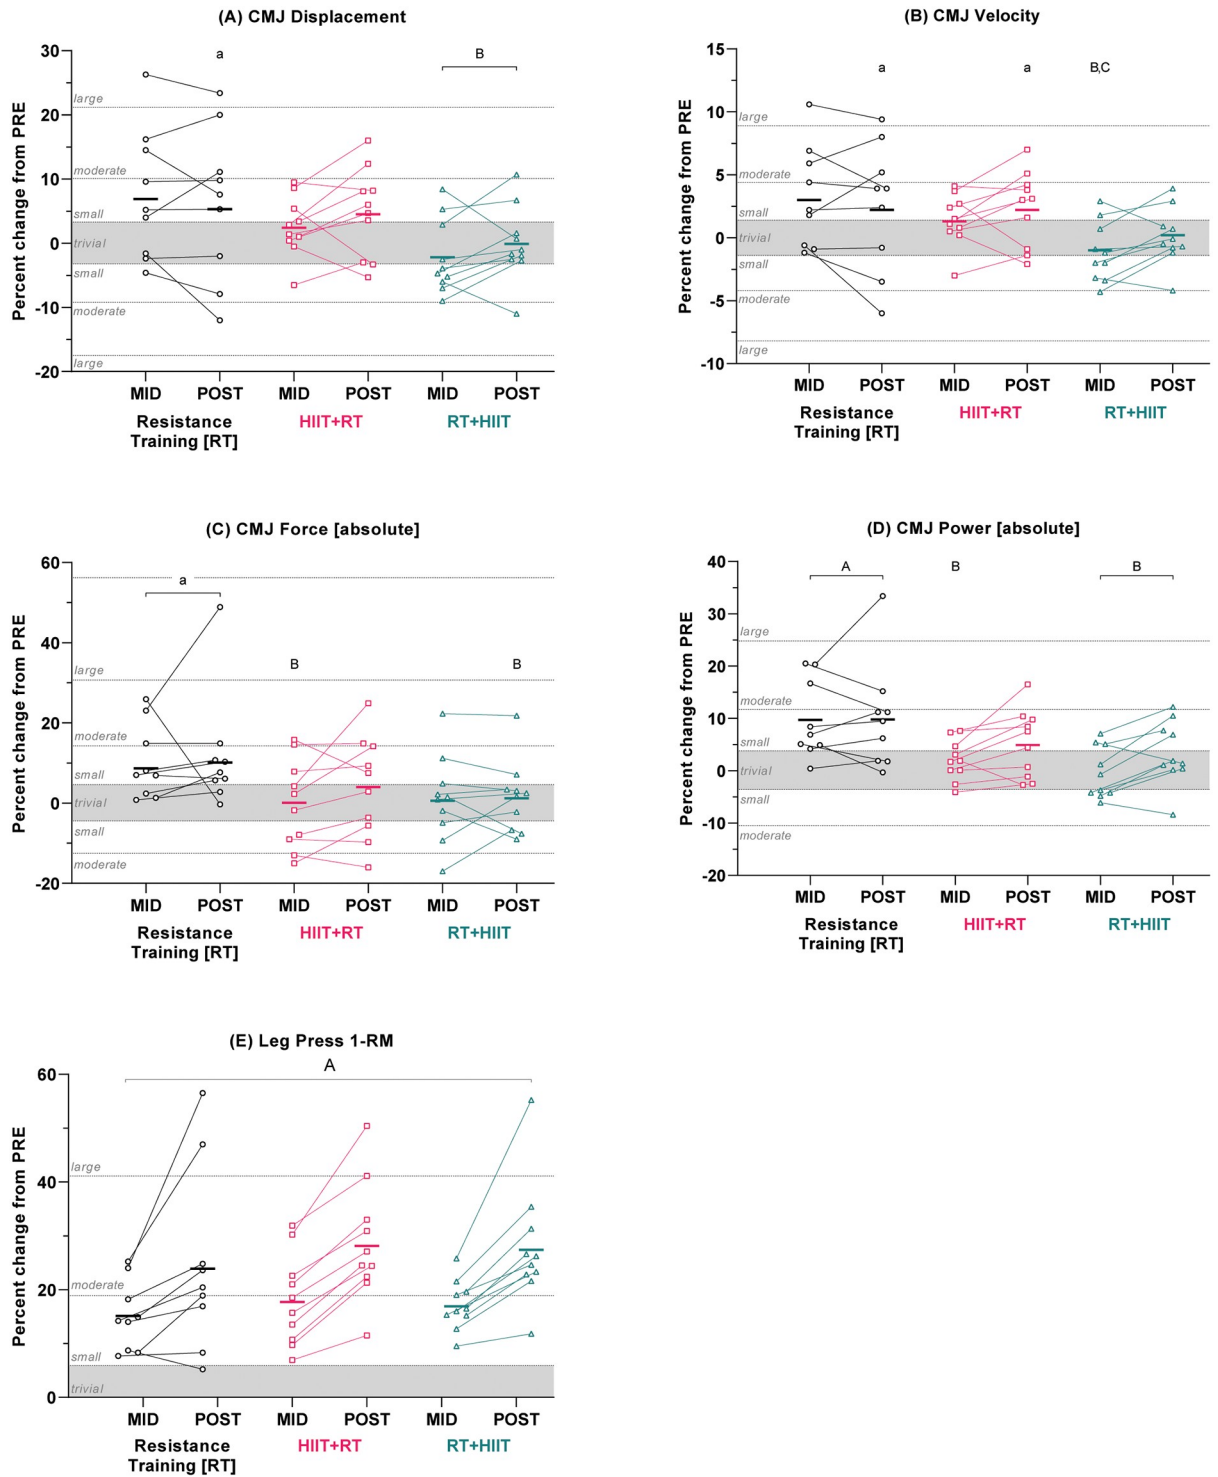 (A) CMJ Displacement
30
20
10
0
-10
-20
Percent change from PRE
large
moderate
small
trivial
small
moderate
large
a
B
MID
POST
MID
POST
MID
POST
Resistance
Training [RT]
HIIT+RT
RT+HIIT
(B) CMJ Velocity
15
10
5
0
-5
-10
Percent change from PRE
large
moderate
small
trivial
small
moderate
large
a
a
B,C
MID
POST
MID
POST
MID
POST
Resistance
Training [RT]
HIIT+RT
RT+HIIT
(C) CMJ Force [absolute]
60
40
20
0
-20
Percent change from PRE
large
moderate
small
trivial
small
moderate
a
B
B
MID
POST
MID
POST
MID
POST
Resistance
Training [RT]
HIIT+RT
RT+HIIT
(D) CMJ Power [absolute]
40
30
20
10
0
-10
-20
Percent change from PRE
large
moderate
small
trivial
small
moderate
A
B
B
MID
POST
MID
POST
MID
POST
Resistance
Training [RT]
HIIT+RT
RT+HIIT
(E) Leg Press 1-RM
60
40
20
0
Percent change from PRE
large
moderate
small
trivial
A
MID
POST
MID
POST
MID
POST
Resistance
Training [RT]
HIIT+RT
RT+HIIT